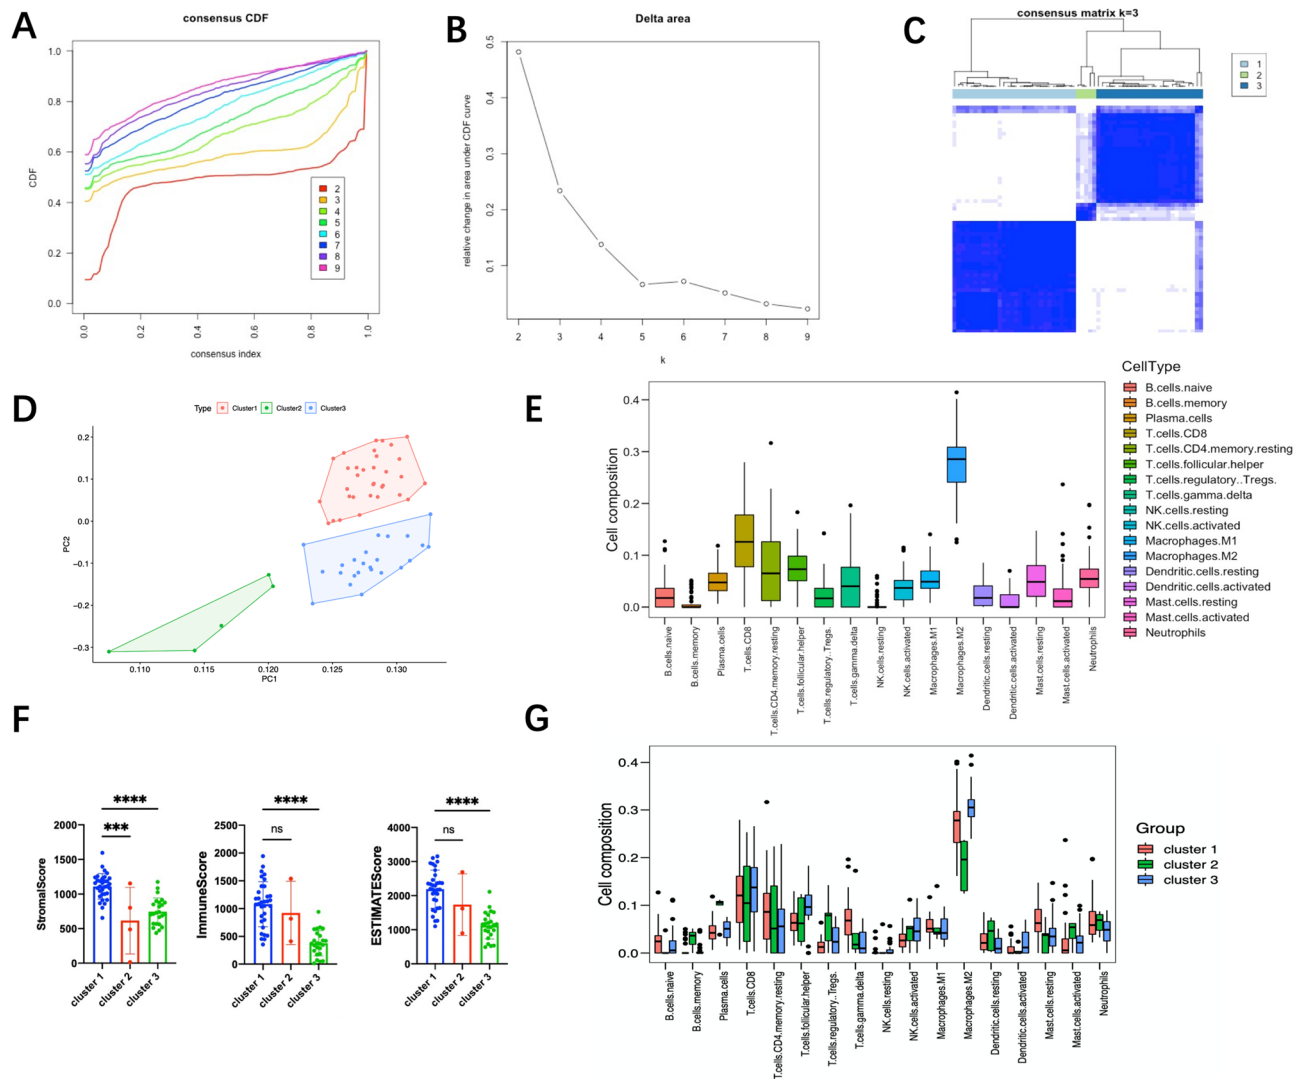 A
consensus CDF
CDF
1.0
0.8
0.6
0.4
0.2
0.0
0.0
0.2
0.4
0.6
0.8
1.0
consensus index
2
3
4
5
6
7
8
9
B
Delta area
relative change in area under CDF curve
0.5
0.4
0.3
0.2
0.1
2
3
4
5
6
7
8
9
k
C
consensus matrix k=3
1
2
3
D
Type Cluster1 Cluster2 Cluster3
PC2
0.2
0.1
0.0
-0.1
-0.2
-0.3
0.110
0.115
0.120
0.125
0.130
PC1
E
Cell composition
0.4
0.3
0.2
0.1
0.0
B.cells.naive
B.cells.memory
Plasma.cells
T.cells.CD8
T.cells.CD4.memory.resting
T.cells.follicular.helper
T.cells.regulatory..Tregs.
T.cells.gamma.delta
NK.cells.resting
NK.cells.activated
Macrophages.M1
Macrophages.M2
Dendritic.cells.resting
Dendritic.cells.activated
Mast.cells.resting
Mast.cells.activated
Neutrophils
CellType
B.cells.naive
B.cells.memory
Plasma.cells
T.cells.CD8
T.cells.CD4.memory.resting
T.cells.follicular.helper
T.cells.regulatory..Tregs.
T.cells.gamma.delta
NK.cells.resting
NK.cells.activated
Macrophages.M1
Macrophages.M2
Dendritic.cells.resting
Dendritic.cells.activated
Mast.cells.resting
Mast.cells.activated
Neutrophils
F
StromalScore
2000
1500
1000
500
0
****
***
cluster 1
cluster 2
cluster 3
ImmuneScore
2500
2000
1500
1000
500
0
****
ns
cluster 1
cluster 2
cluster 3
ESTIMATEScore
4000
3000
2000
1000
0
****
ns
cluster 1
cluster 2
cluster 3
G
Cell composition
0.4
0.3
0.2
0.1
0.0
B.cells.naive
B.cells.memory
Plasma.cells
T.cells.CD8
T.cells.CD4.memory.resting
T.cells.follicular.helper
T.cells.regulatory..Tregs.
T.cells.gamma.delta
NK.cells.resting
NK.cells.activated
Macrophages.M1
Macrophages.M2
Dendritic.cells.resting
Dendritic.cells.activated
Mast.cells.resting
Mast.cells.activated
Neutrophils
Group
cluster 1
cluster 2
cluster 3